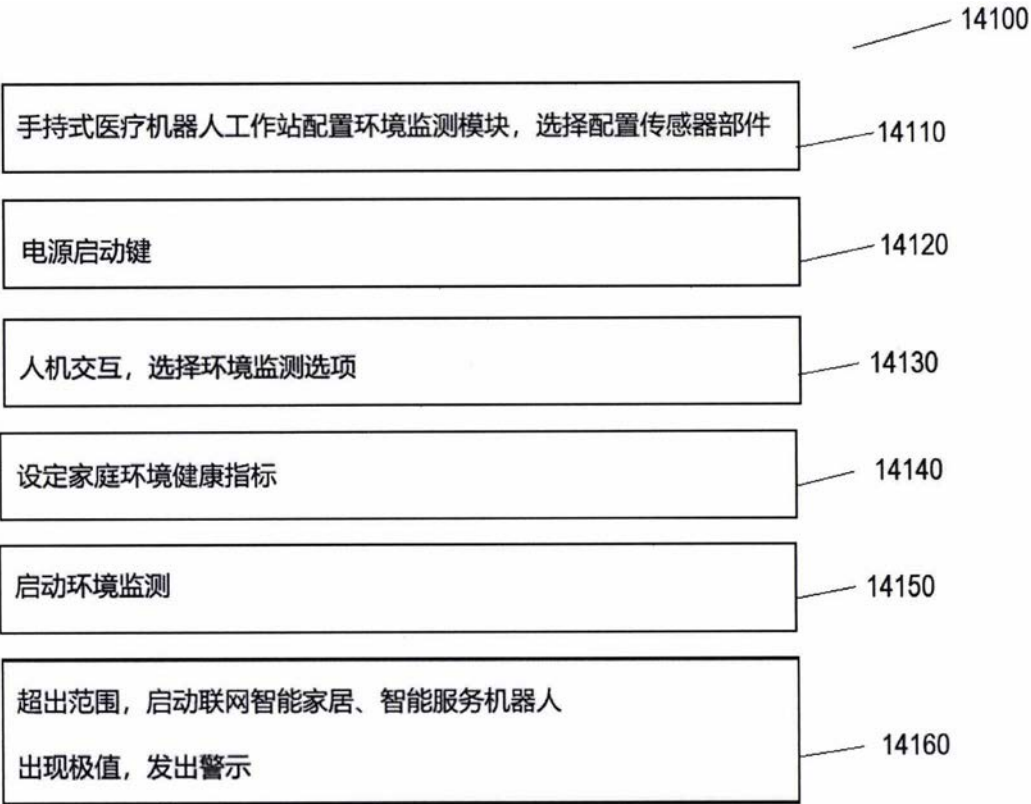 14100
手持式医疗机器人工作站配置环境监测模块，选择配置传感器部件
14110
电源启动键
14120
人机交互，选择环境监测选项
14130
设定家庭环境健康指标
14140
启动环境监测
14150
超出范围，启动联网智能家居、智能服务机器人
出现极值，发出警示
14160